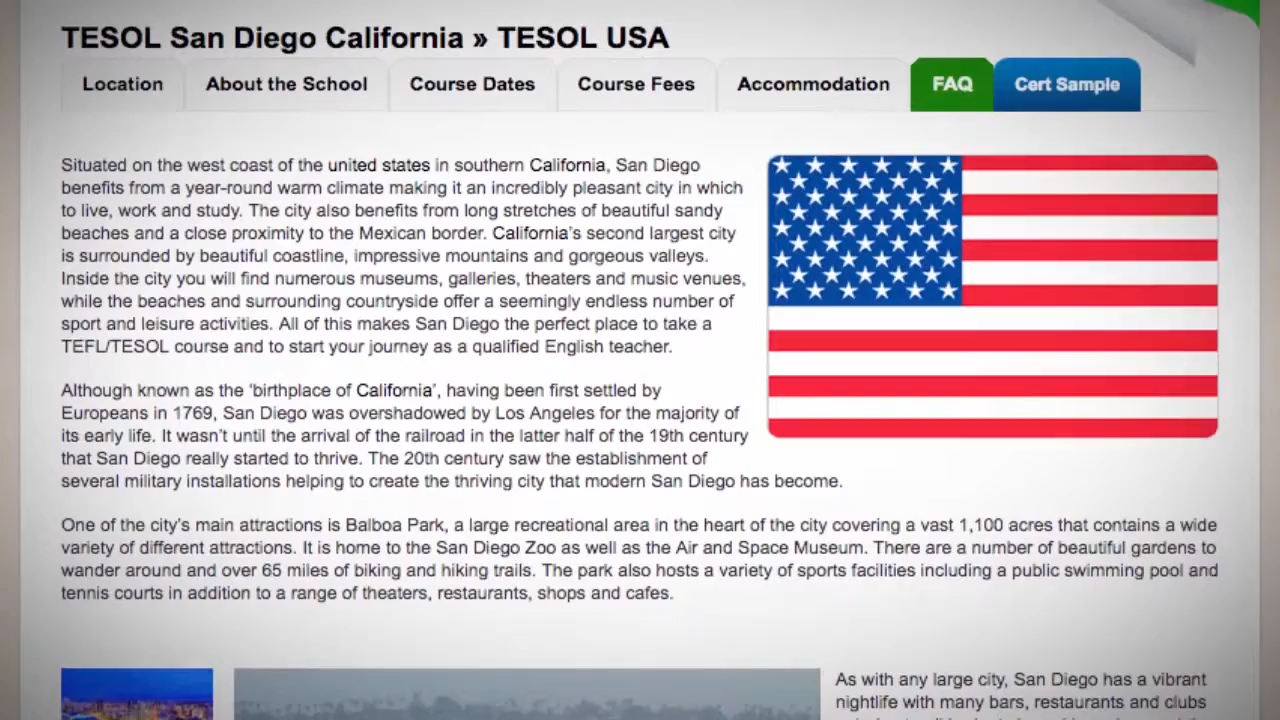 TESOL San Diego California » TESOL USA
Location About the School Course Dates Course Fees Accommodation FAQ Cert Sample
Situated on the west coast of the united states in southern California, San Diego
benefits from a year-round warm climate making it an incredibly pleasant city in which
to live, work and study. The city also benefits from long stretches of beautiful sandy
beaches and a close proximity to the Mexican border. California's second largest city
is surrounded by beautiful coastline, impressive mountains and gorgeous valleys.
Inside the city you will find numerous museums, galleries, theaters and music venues,
while the beaches and surrounding countryside offer a seemingly endless number of
sport and leisure activities. All of this makes San Diego the perfect place to take a
TEFL/TESOL course and to start your journey as a qualified English teacher.
Although known as the ‘birthplace of California’, having been first settled by
Europeans in 1769, San Diego was overshadowed by Los Angeles for the majority of
its early life. It wasn’t until the arrival of the railroad in the latter half of the 19th century
that San Diego really started to thrive. The 20th century saw the establishment of
several military installations helping to create the thriving city that modern San Diego has become.
One of the city’s main attractions is Balboa Park, a large recreational area in the heart of the city covering a vast 1,100 acres that contains a wide
variety of different attractions. It is home to the San Diego Zoo as well as the Air and Space Museum. There are a number of beautiful gardens to
wander around and over 65 miles of biking and hiking trails. The park also hosts a variety of sports facilities including a public swimming pool and
tennis courts in addition to a range of theaters, restaurants, shops and cafes.
As with any large city, San Diego has a vibrant
nightlife with many bars, restaurants and clubs